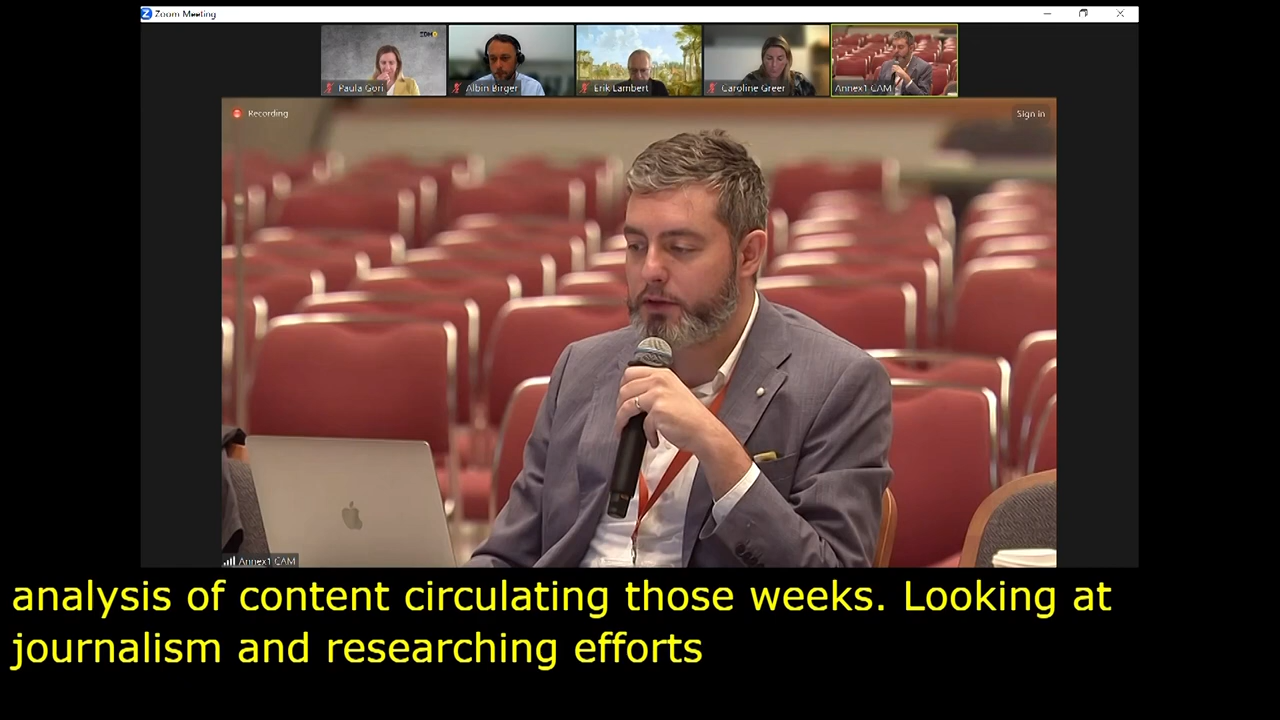 Zoom Meeting
Paula Gori
Albin Birger
Erik Lambert
Caroline Greer
Annex1 CAM
Recording
Sign in
Annex1 CAM
analysis of content circulating those weeks. Looking at
journalism and researching efforts